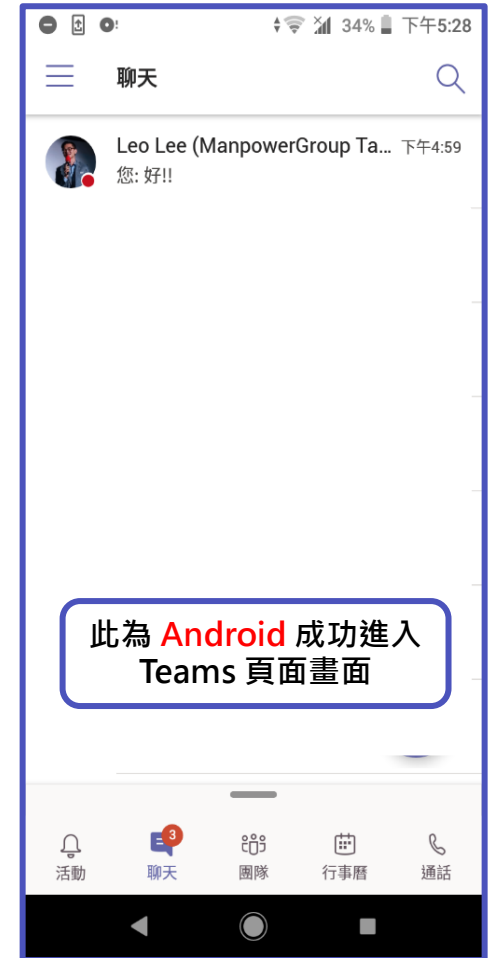 34% 下午5:28
聊天
Leo Lee (ManpowerGroup Ta... 下午4:59
您: 好!!
此為 Android 成功進入
Teams 頁面畫面
3
活動 聊天 團隊 行事曆 通話